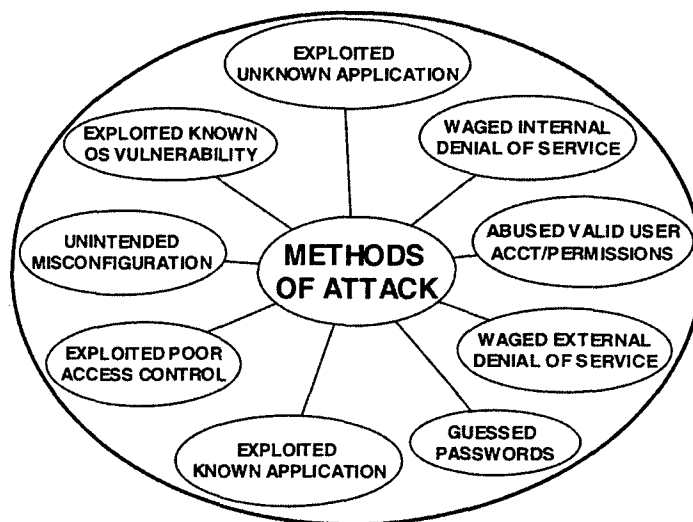 EXPLOITED
UNKNOWN APPLICATION
EXPLOITED KNOWN
OS VULNERABILITY
WAGED INTERNAL
DENIAL OF SERVICE
UNINTENDED
MISCONFIGURATION
METHODS
OF ATTACK
ABUSED VALID USER
ACCT/PERMISSIONS
EXPLOITED POOR
ACCESS CONTROL
WAGED EXTERNAL
DENIAL OF SERVICE
EXPLOITED
KNOWN APPLICATION
GUESSED
PASSWORDS